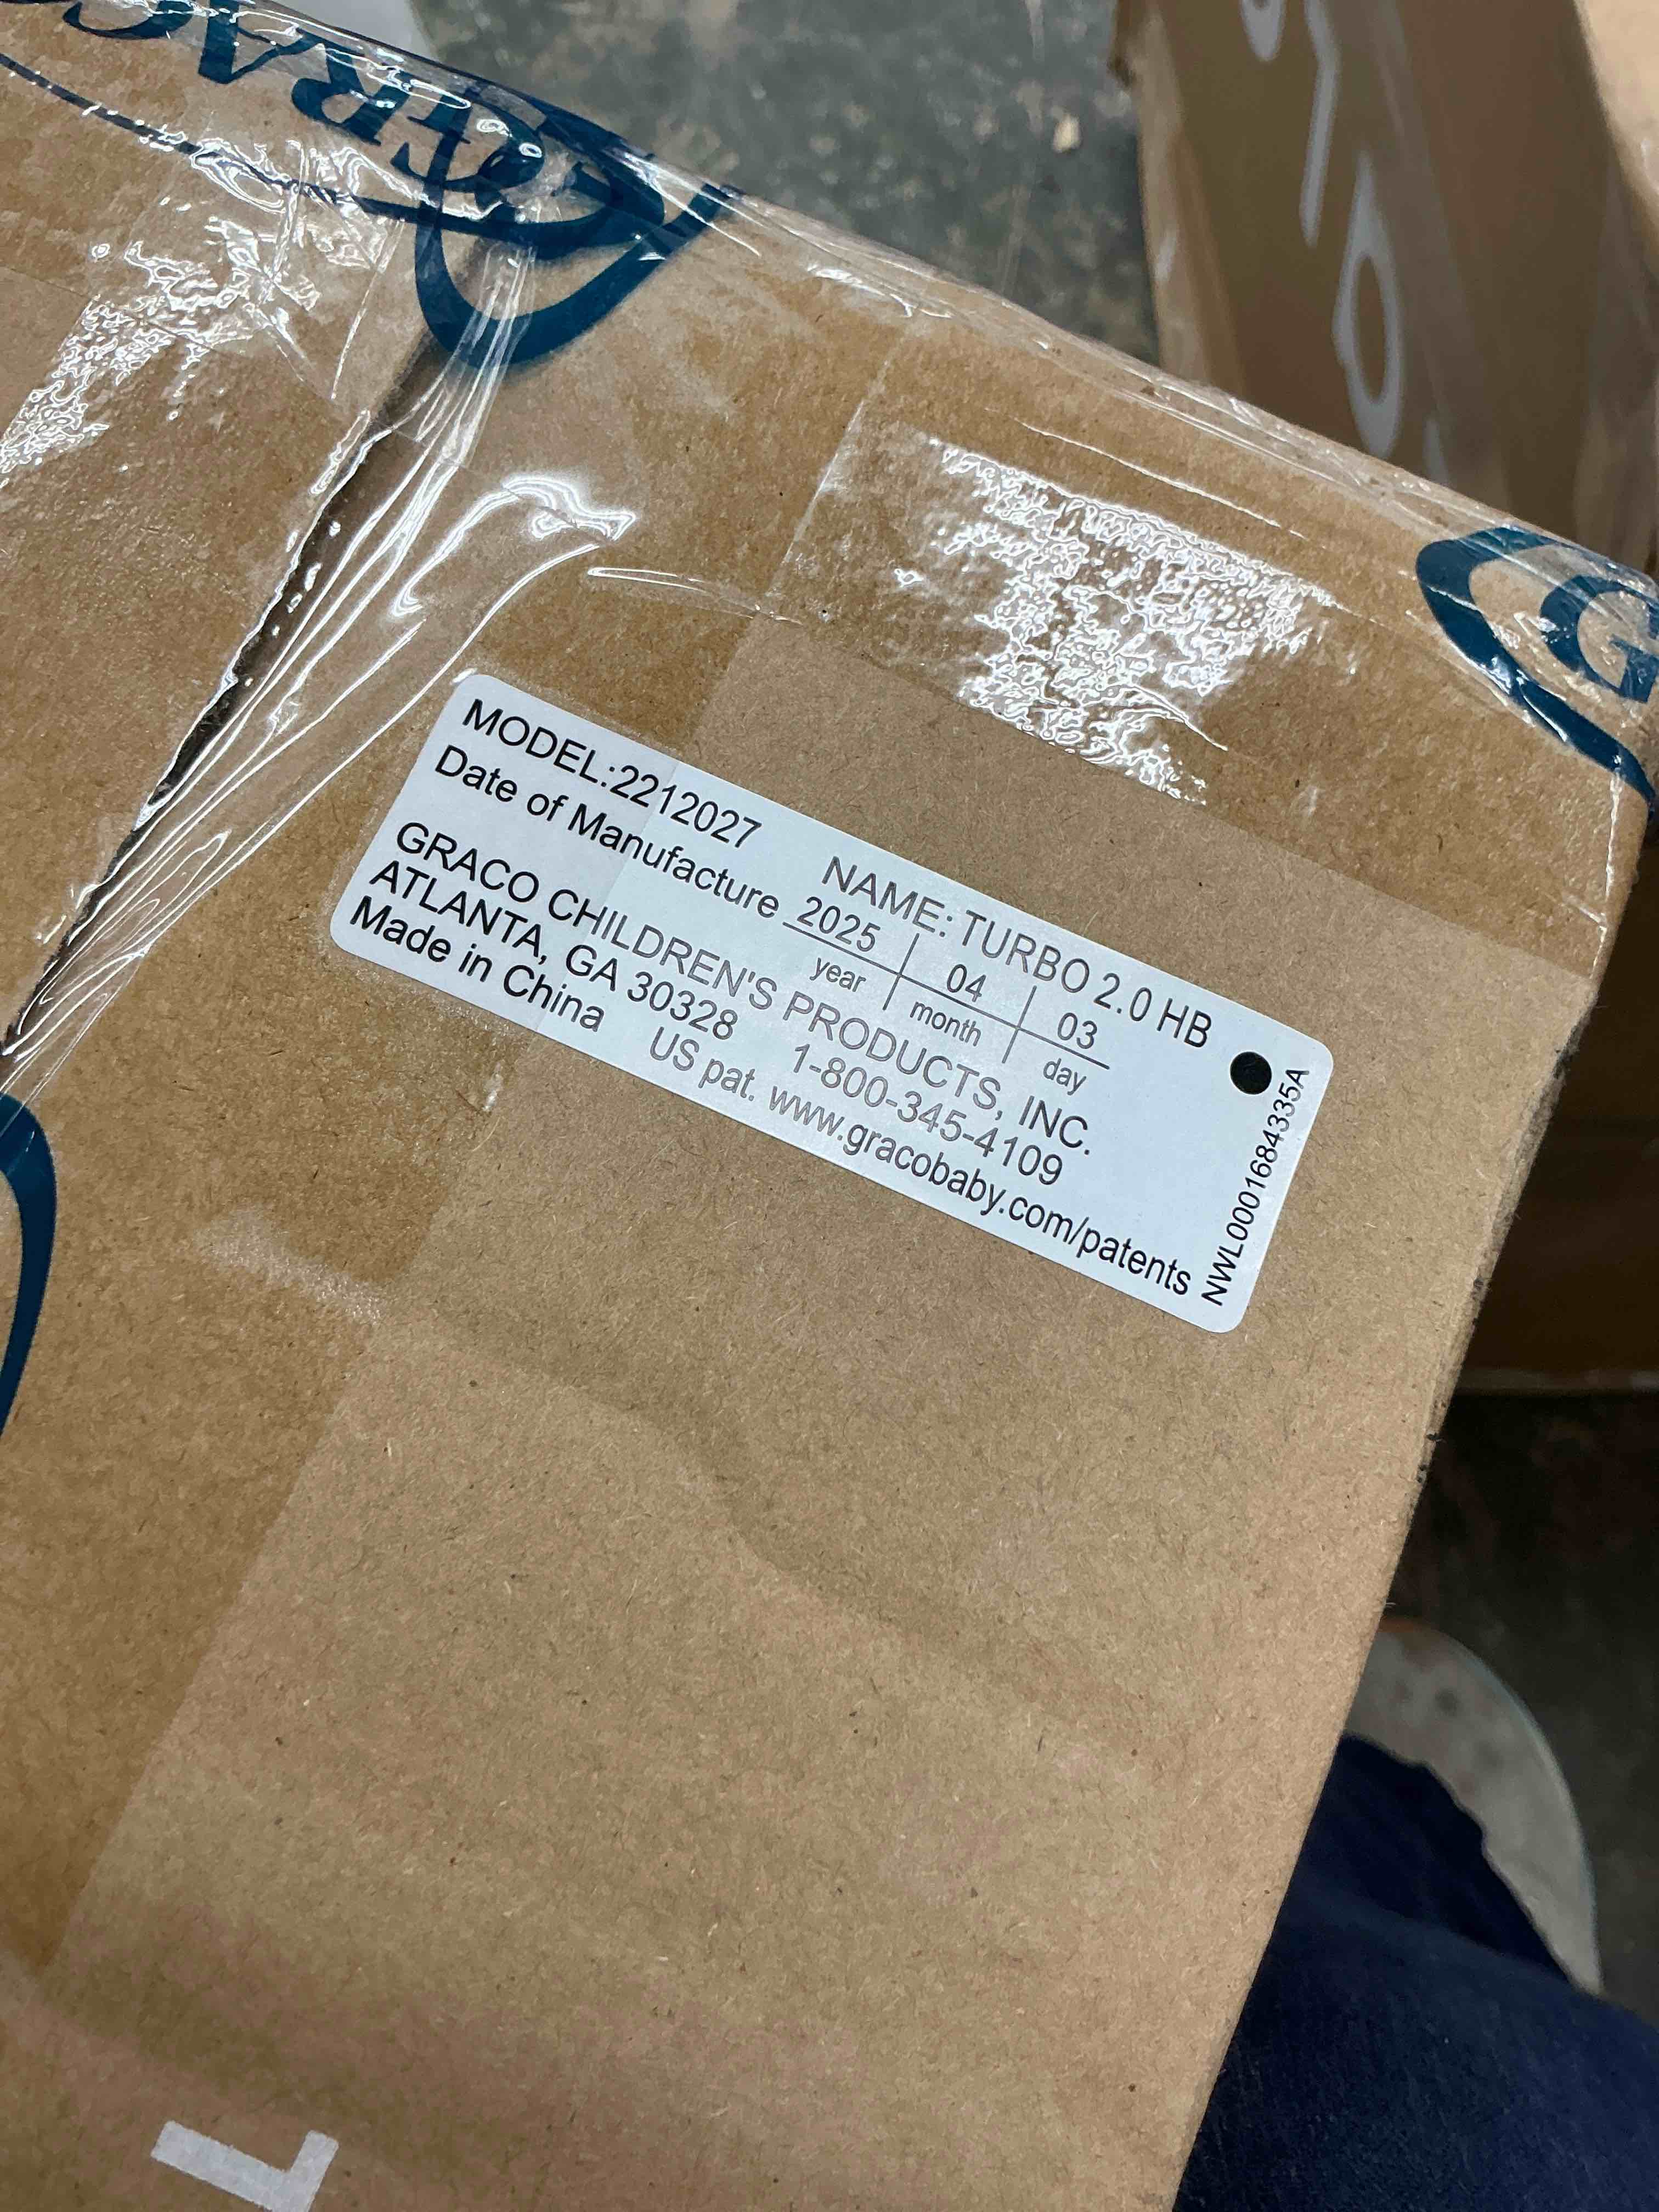 GRAC
G
MODEL:2212027 NAME: TURBO 2.0 HB
Date of Manufacture 2025 04 03
year month day
GRACO CHILDREN'S PRODUCTS, INC.
ATLANTA, GA 30328 1-800-345-4109
Made in China US pat. www.gracobaby.com/patents
NWL0001684335A